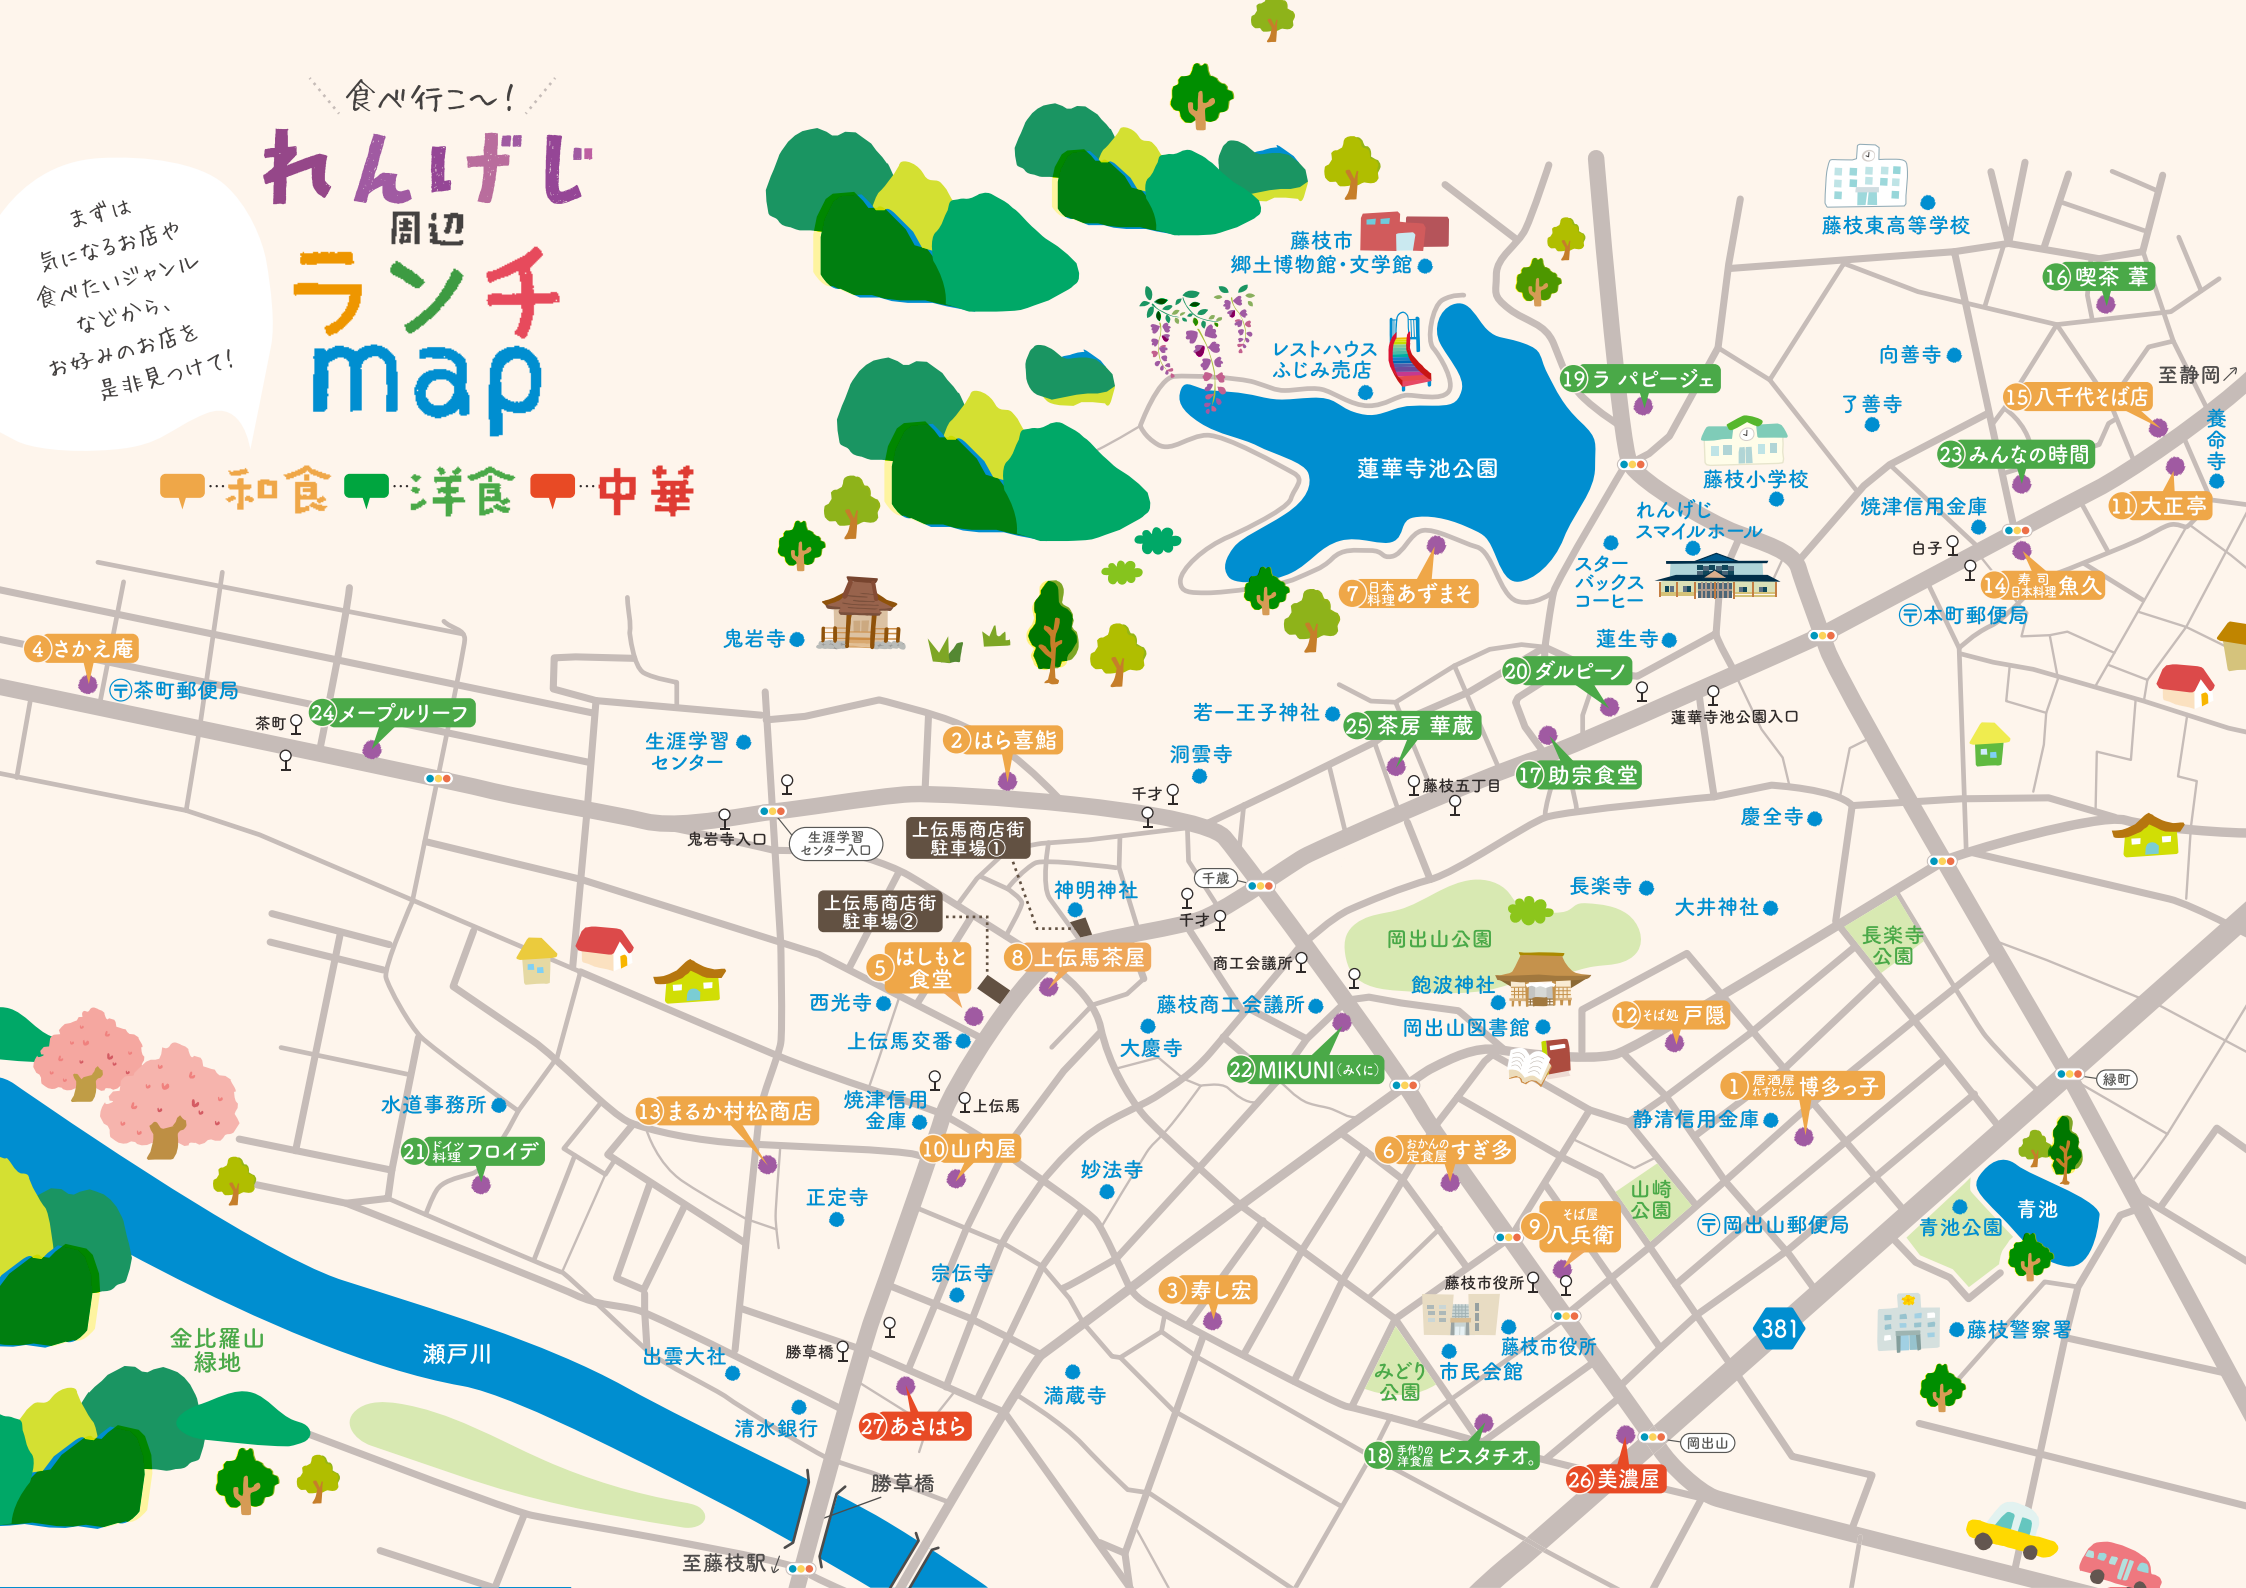 食べ行こ〜！
れんげじ
周辺
ランチ
map
まずは
気になるお店や
食べたいジャンル
などから、
お好みのお店を
是非見つけて！
和食 洋食 中華
藤枝市
郷土博物館・文学館
レストハウス
ふじみ売店
蓮華寺池公園
7 日本料理 あずまそ
藤枝東高等学校
16 喫茶 葦
向善寺
至静岡
19 ラ パピージェ
了善寺
15 八千代そば店
養命寺
23 みんなの時間
藤枝小学校
焼津信用金庫
11 大正亭
れんげじ
スマイルホール
白子
スター
バックス
コーヒー
14 寿司 日本料理 魚久
〒本町郵便局
蓮生寺
鬼岩寺
4 さかえ庵
〒茶町郵便局
24 メープルリーフ
茶町
生涯学習
センター
2 はら喜鮨
若一王子神社
洞雲寺
25 茶房 華蔵
20 ダルピーノ
蓮華寺池公園入口
17 助宗食堂
藤枝五丁目
千才
鬼岩寺入口
生涯学習
センター入口
上伝馬商店街
駐車場①
慶全寺
千歳
神明神社
上伝馬商店街
駐車場②
千才
長楽寺
大井神社
岡出山公園
長楽寺
公園
5 はしもと
食堂
8 上伝馬茶屋
商工会議所
西光寺
藤枝商工会議所
飽波神社
岡出山図書館
12 そば処 戸隠
上伝馬交番
大慶寺
22 MIKUNI（みくに）
緑町
1 居酒屋 れすとらん 博多っ子
静清信用金庫
水道事務所
13 まるか村松商店
焼津信用
金庫
上伝馬
21 ドイツ料理 フロイデ
10 山内屋
6 おかんの定食屋 すぎ多
正定寺
妙法寺
山崎
公園
9 そば屋
八兵衛
〒岡出山郵便局
青池公園
青池
宗伝寺
3 寿し宏
藤枝市役所
381
藤枝警察署
藤枝市役所
市民会館
みどり
公園
金比羅山
緑地
瀬戸川
出雲大社
勝草橋
満蔵寺
清水銀行
27 あさはら
18 手作りの洋食屋 ピスタチオ。
岡出山
26 美濃屋
勝草橋
至藤枝駅